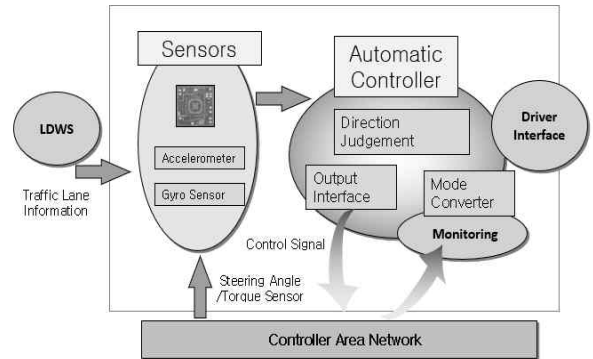 Sensors
Automatic
Controller
LDWS
Driver
Interface
Direction
Judgement
Accelerometer
Gyro Sensor
Output
Interface
Mode
Converter
Traffic Lane
Information
Monitoring
Control Signal
Steering Angle
/Torque Sensor
Controller Area Network